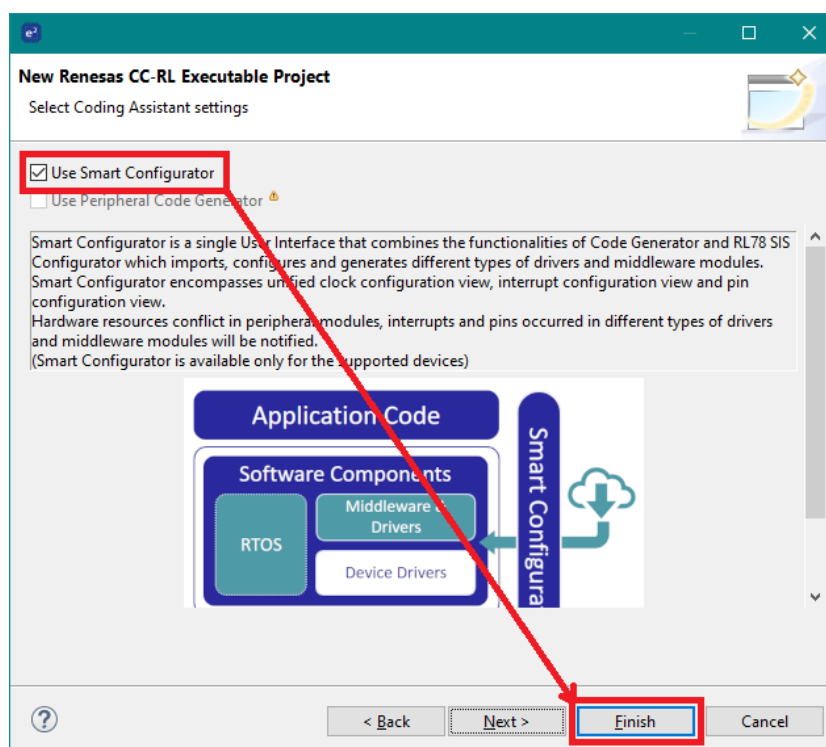 e²
New Renesas CC-RL Executable Project
Select Coding Assistant settings
Use Smart Configurator
Use Peripheral Code Generator
Smart Configurator is a single User Interface that combines the functionalities of Code Generator and RL78 SIS
Configurator which imports, configures and generates different types of drivers and middleware modules.
Smart Configurator encompasses unified clock configuration view, interrupt configuration view and pin
configuration view.
Hardware resources conflict in peripheral modules, interrupts and pins occurred in different types of drivers
and middleware modules will be notified.
(Smart Configurator is available only for the supported devices)
Application Code
Software Components
RTOS
Middleware &
Drivers
Device Drivers
Smart Configura
?
< Back
Next >
Finish
Cancel